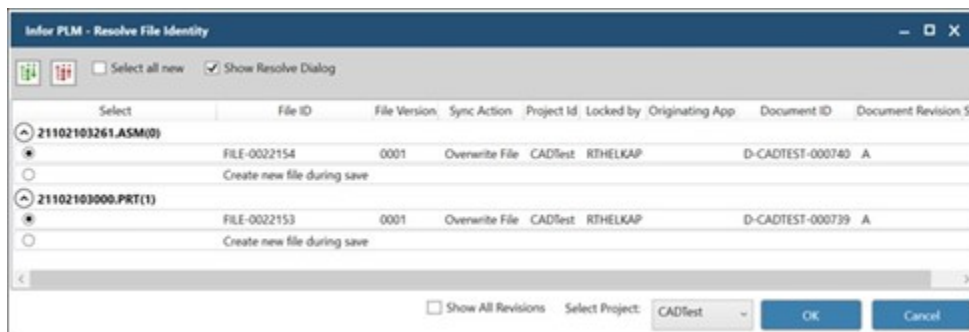 Infor PLM - Resolve File Identity
Select all new Show Resolve Dialog
Select File ID File Version Sync Action Project Id Locked by Originating App Document ID Document Revision S
21102103261.ASM(0)
FILE-0022154 0001 Overwrite File CADTest RTHELKAP D-CADTEST-000740 A
Create new file during save
21102103000.PRT(1)
FILE-0022153 0001 Overwrite File CADTest RTHELKAP D-CADTEST-000739 A
Create new file during save
Show All Revisions Select Project: CADTest OK Cancel